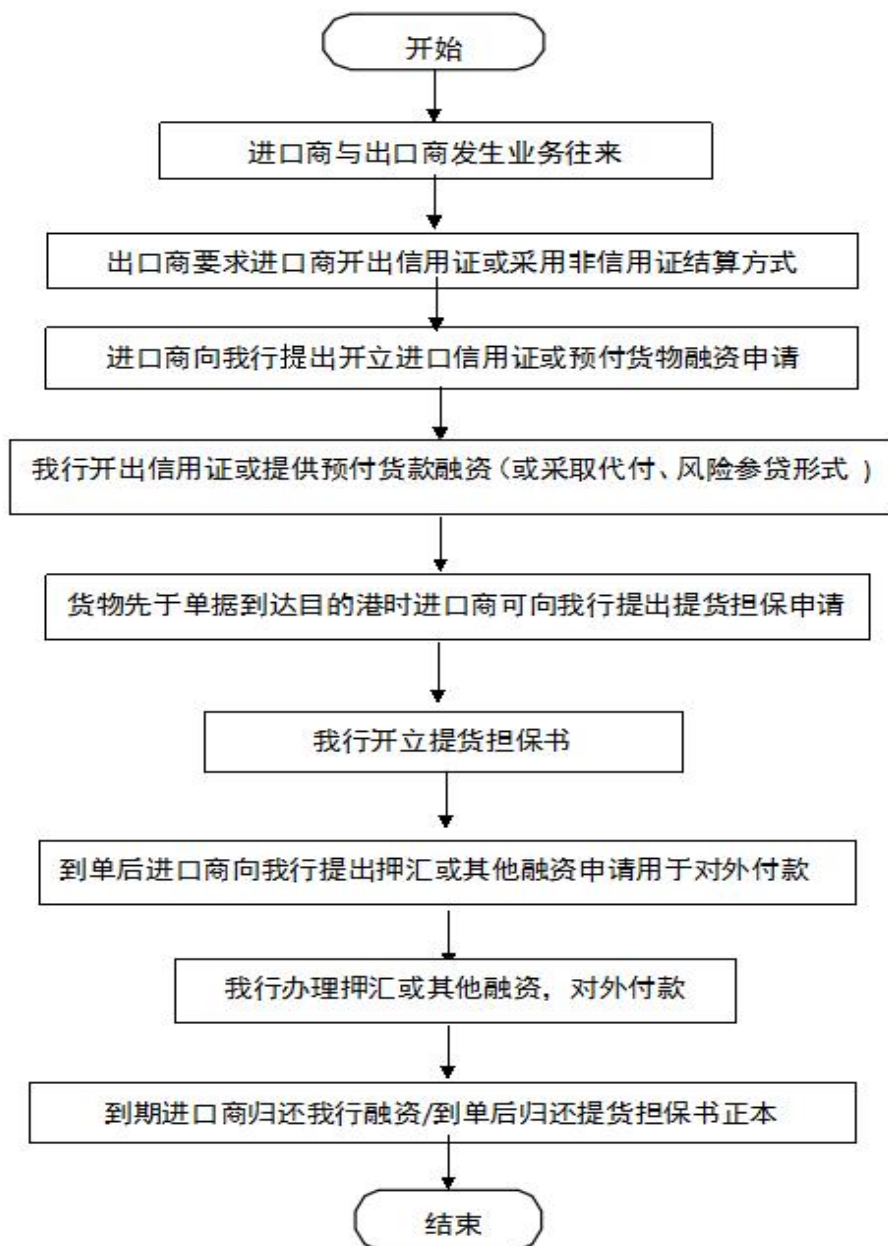 开始
进口商与出口商发生业务往来
出口商要求进口商开出信用证或采用非信用证结算方式
进口商向我行提出开立进口信用证或预付货物融资申请
我行开出信用证或提供预付货款融资（或采取代付、风险参贷形式 ）
货物先于单据到达目的港时进口商可向我行提出提货担保申请
我行开立提货担保书
到单后进口商向我行提出押汇或其他融资申请用于对外付款
我行办理押汇或其他融资，对外付款
到期进口商归还我行融资/到单后归还提货担保书正本
结束